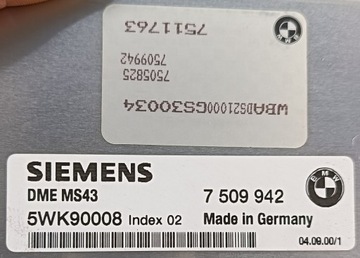 7511763
7509942
7505825
WBADS21000GS30034
SIEMENS
DME MS43
7 509 942
5WK90008 Index 02
Made in Germany
BMW
04.09.00/1